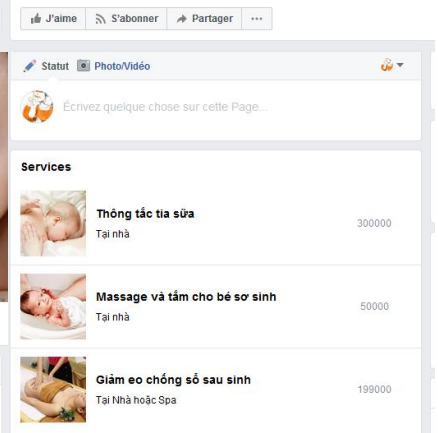 J'aime S'abonner Partager ...
Statut Photo/Vidéo
Écrivez quelque chose sur cette Page...
Services
Thông tắc tia sữa
300000
Tại nhà
Massage và tắm cho bé sơ sinh
50000
Tại nhà
Giảm eo chống sổ sau sinh
199000
Tại Nhà hoặc Spa